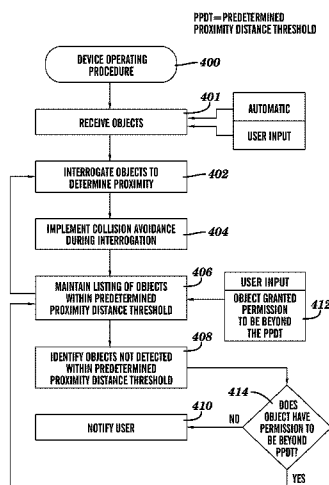 PPDT=PREDETERMINED
PROXIMITY DISTANCE THRESHOLD
DEVICE OPERATING
PROCEDURE
400
401
RECEIVE OBJECTS
AUTOMATIC
USER INPUT
INTERROGATE OBJECTS TO
DETERMINE PROXIMITY
402
IMPLEMENT COLLISION AVOIDANCE
DURING INTERROGATION
404
406
MAINTAIN LISTING OF OBJECTS
WITHIN PREDETERMINED
PROXIMITY DISTANCE THRESHOLD
USER INPUT
OBJECT GRANTED
PERMISSION
TO BE BEYOND
THE PPDT
412
408
IDENTIFY OBJECTS NOT DETECTED
WITHIN PREDETERMINED
PROXIMITY DISTANCE THRESHOLD
410
NOTIFY USER
NO
414
DOES
OBJECT HAVE
PERMISSION TO
BE BEYOND
PPDT?
YES